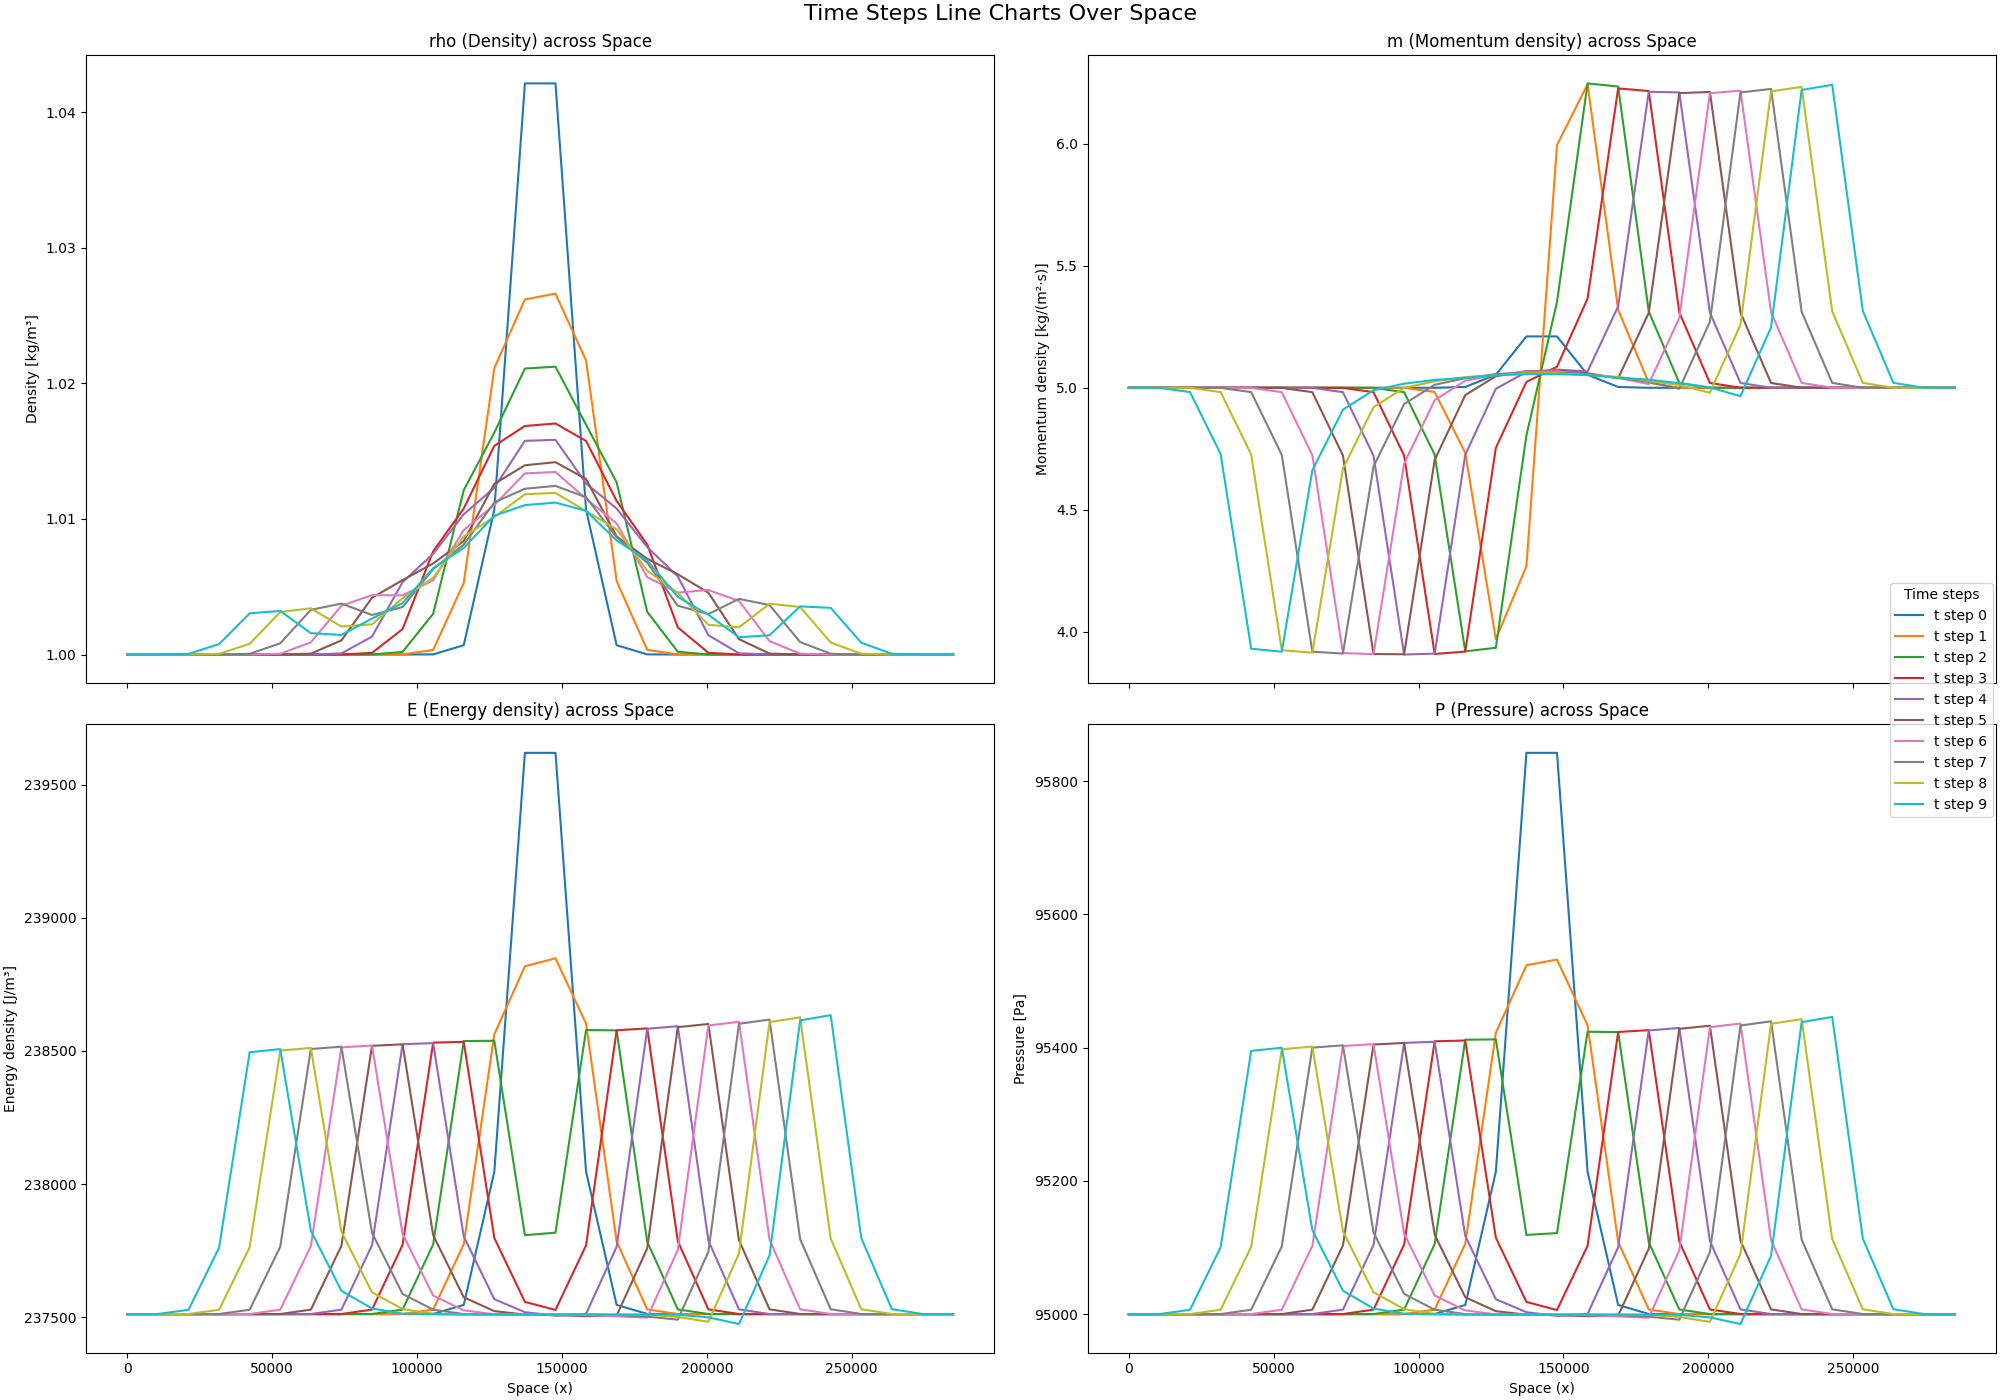 Time Steps Line Charts Over Space
rho (Density) across Space
Density [kg/m³]
1.04
1.03
1.02
1.01
1.00
m (Momentum density) across Space
Momentum density [kg/(m²·s)]
6.0
5.5
5.0
4.5
4.0
Time steps
t step 0
t step 1
t step 2
t step 3
t step 4
t step 5
t step 6
t step 7
t step 8
t step 9
E (Energy density) across Space
Energy density [J/m³]
239500
239000
238500
238000
237500
0 50000 100000 150000 200000 250000
Space (x)
P (Pressure) across Space
Pressure [Pa]
95800
95600
95400
95200
95000
0 50000 100000 150000 200000 250000
Space (x)